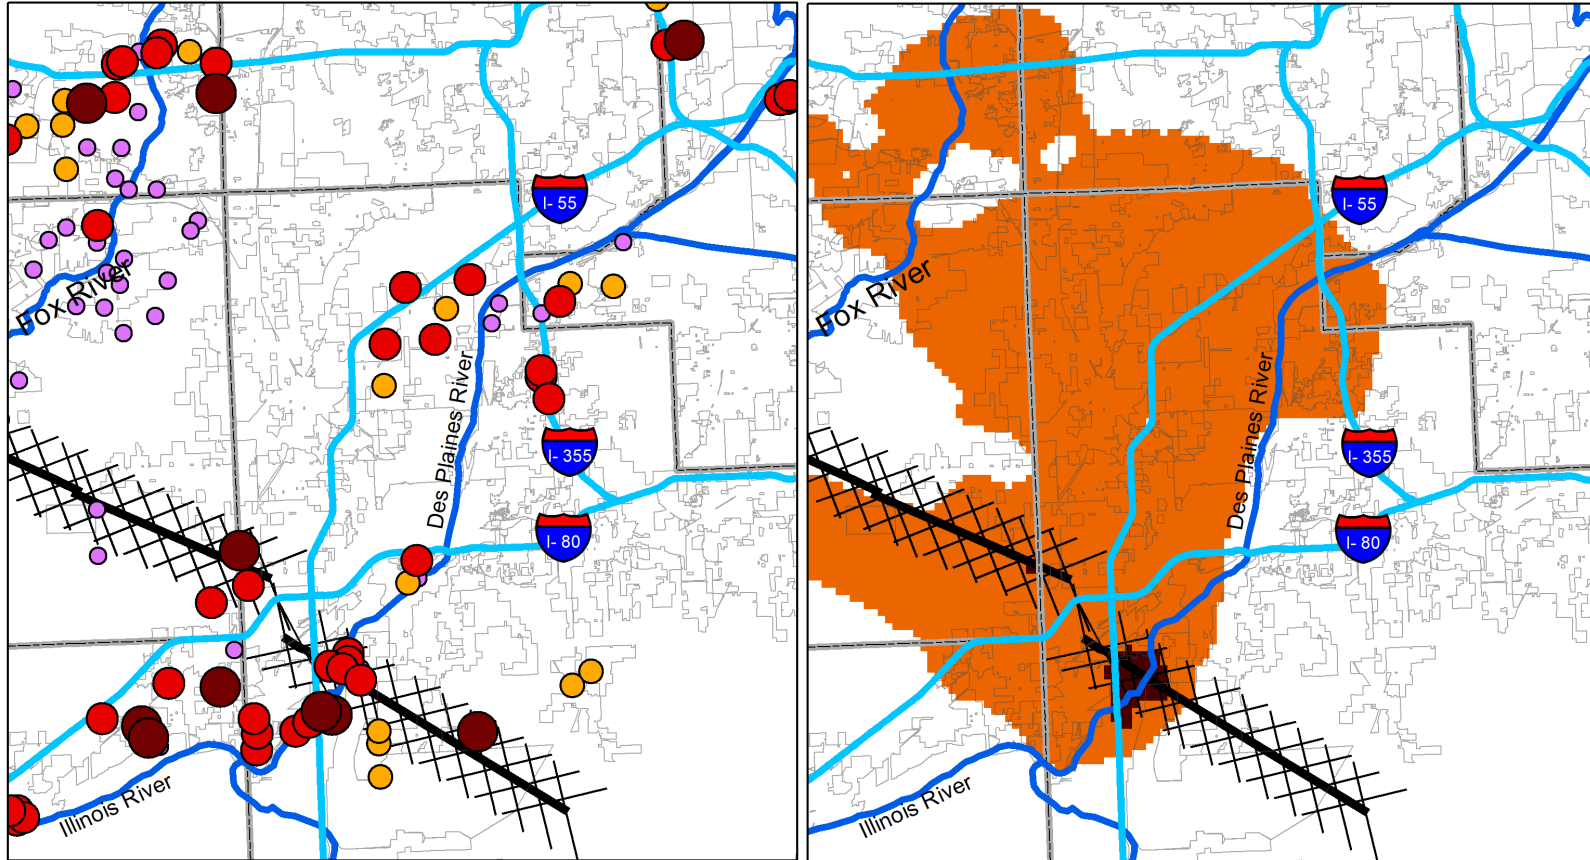 I- 55
Fox River
Des Plaines River
I- 355
I- 80
Illinois River
I- 55
Fox River
Des Plaines River
I- 355
I- 80
Illinois River